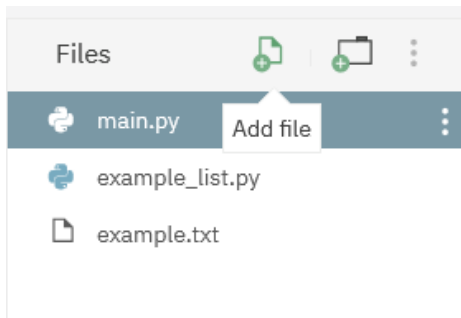 Files
main.py
Add file
example_list.py
example.txt